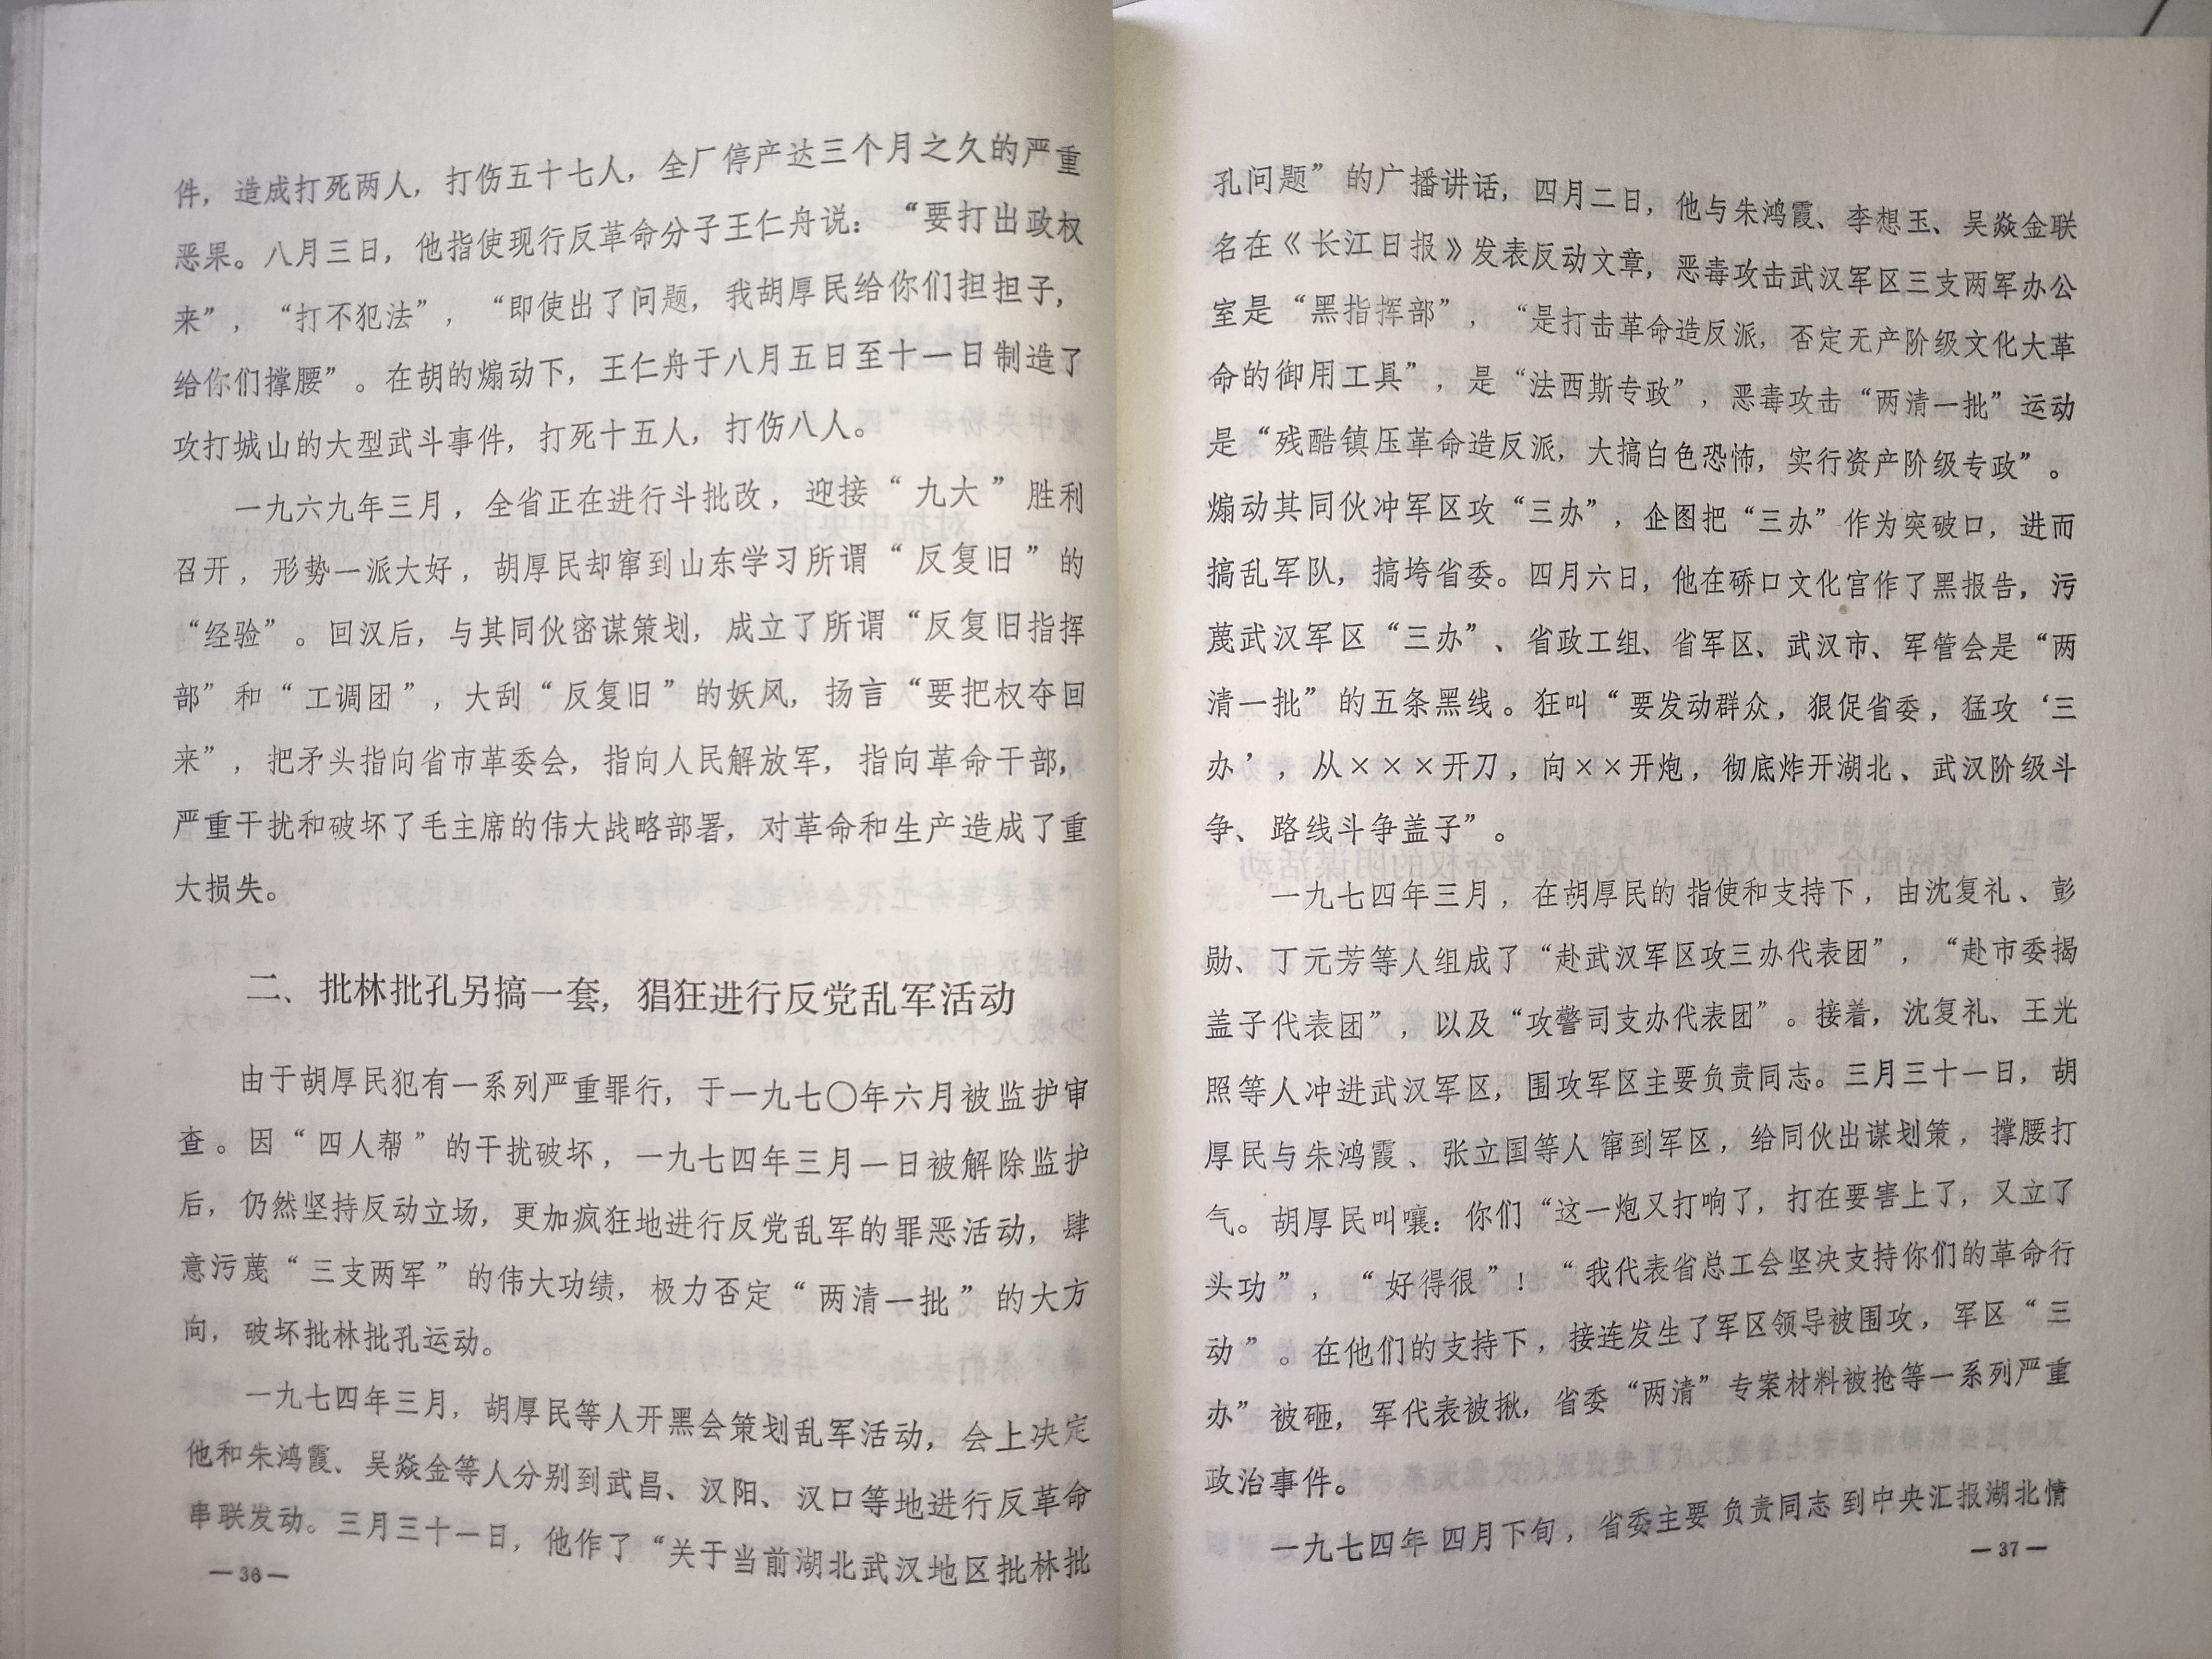 件，造成打死两人，打伤五十七人，全厂停产达三个月之久的严重
恶果。八月三日，他指使现行反革命分子王仁舟说：“要打出政权
来”，“打不犯法”，“即使出了问题，我胡厚民给你们担担子，
给你们撑腰”。在胡的煽动下，王仁舟于八月五日至十一日制造了
攻打城山的大型武斗事件，打死十五人，打伤八人。
一九六九年三月，全省正在进行斗批改，迎接“九大”胜利
召开，形势一派大好，胡厚民却窜到山东学习所谓“反复旧”的
“经验”。回汉后，与其同伙密谋策划，成立了所谓“反复旧指挥
部”和“工调团”，大刮“反复旧”的妖风，扬言“要把权夺回
来”，把矛头指向省市革委会，指向人民解放军，指向革命干部，
严重干扰和破坏了毛主席的伟大战略部署，对革命和生产造成了重
大损失。
二、批林批孔另搞一套，猖狂进行反党乱军活动
由于胡厚民犯有一系列严重罪行，于一九七〇年六月被监护审
查。因“四人帮”的干扰破坏，一九七四年三月一日被解除监护
后，仍然坚持反动立场，更加疯狂地进行反党乱军的罪恶活动，肆
意污蔑“三支两军”的伟大功绩，极力否定“两清一批”的大方
向，破坏批林批孔运动。
一九七四年三月，胡厚民等人开黑会策划乱军活动，会上决定
他和朱鸿霞、吴焱金等人分别到武昌、汉阳、汉口等地进行反革命
串联发动。三月三十一日，他作了“关于当前湖北武汉地区批林批
—36—
孔问题”的广播讲话，四月二日，他与朱鸿霞、李想玉、吴焱金联
名在《长江日报》发表反动文章，恶毒攻击武汉军区三支两军办公
室是“黑指挥部”，“是打击革命造反派，否定无产阶级文化大革
命的御用工具”，是“法西斯专政”，恶毒攻击“两清一批”运动
是“残酷镇压革命造反派，大搞白色恐怖，实行资产阶级专政”。
煽动其同伙冲军区攻“三办”，企图把“三办”作为突破口，进而
搞乱军队，搞垮省委。四月六日，他在硚口文化宫作了黑报告，污
蔑武汉军区“三办”、省政工组、省军区、武汉市、军管会是“两
清一批”的五条黑线。狂叫“要发动群众，狠促省委，猛攻‘三
办’，从×××开刀，向××开炮，彻底炸开湖北、武汉阶级斗
争、路线斗争盖子”。
一九七四年三月，在胡厚民的指使和支持下，由沈复礼、彭
勋、丁元芳等人组成了“赴武汉军区攻三办代表团”，“赴市委揭
盖子代表团”，以及“攻警司支办代表团”。接着，沈复礼、王光
照等人冲进武汉军区，围攻军区主要负责同志。三月三十一日，胡
厚民与朱鸿霞、张立国等人窜到军区，给同伙出谋划策，撑腰打
气。胡厚民叫嚷：你们“这一炮又打响了，打在要害上了，又立了
头功”，“好得很”！“我代表省总工会坚决支持你们的革命行
动”。在他们的支持下，接连发生了军区领导被围攻，军区“三
办”被砸，军代表被揪，省委“两清”专案材料被抢等一系列严重
政治事件。
一九七四年四月下旬，省委主要负责同志到中央汇报湖北情
—37—